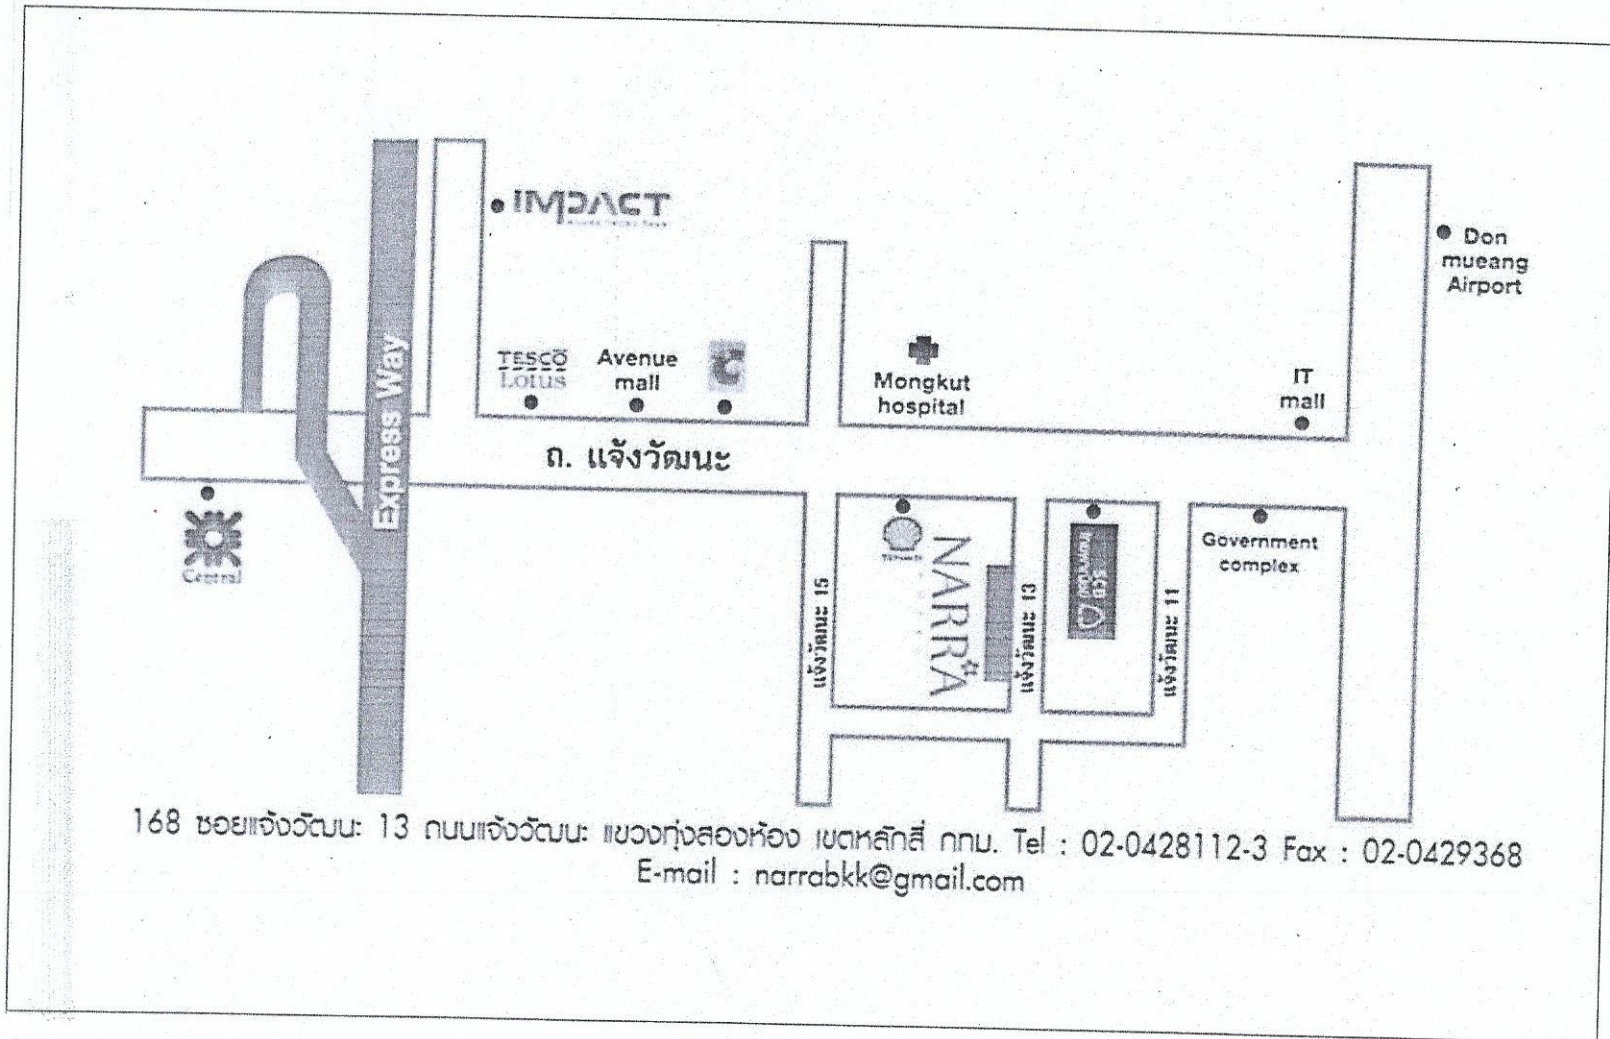 IMPACT
Don
mueang
Airport
TESCO
Lotus
Avenue
mall
Mongkut
hospital
IT
mall
Express Way
ถ. แจ้งวัฒนะ
Central
NARRA
แจ้งวัฒนะ 15
แจ้งวัฒนะ 13
SCB
แจ้งวัฒนะ 11
Government
complex
168 ซอยแจ้งวัฒนะ 13 ถนนแจ้งวัฒนะ แขวงทุ่งสองห้อง เขตหลักสี่ กทม. Tel : 02-0428112-3 Fax : 02-0429368
E-mail : narrabkk@gmail.com